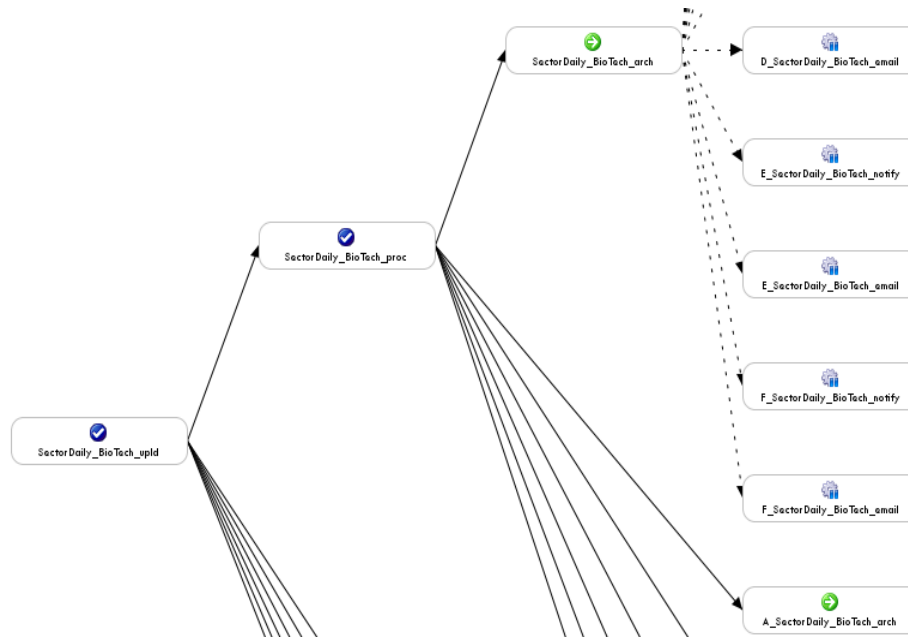 SectorDaily_BioTech_arch
D_SectorDaily_BioTech_email
E_SectorDaily_BioTech_notify
SectorDaily_BioTech_proc
E_SectorDaily_BioTech_email
F_SectorDaily_BioTech_notify
SectorDaily_BioTech_upld
F_SectorDaily_BioTech_email
A_SectorDaily_BioTech_arch